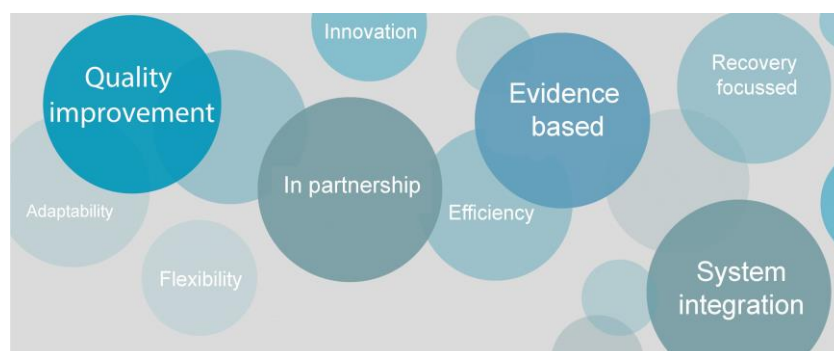 Innovation
Quality
improvement
Evidence
based
Recovery
focussed
In partnership
Adaptability
Efficiency
Flexibility
System
integration